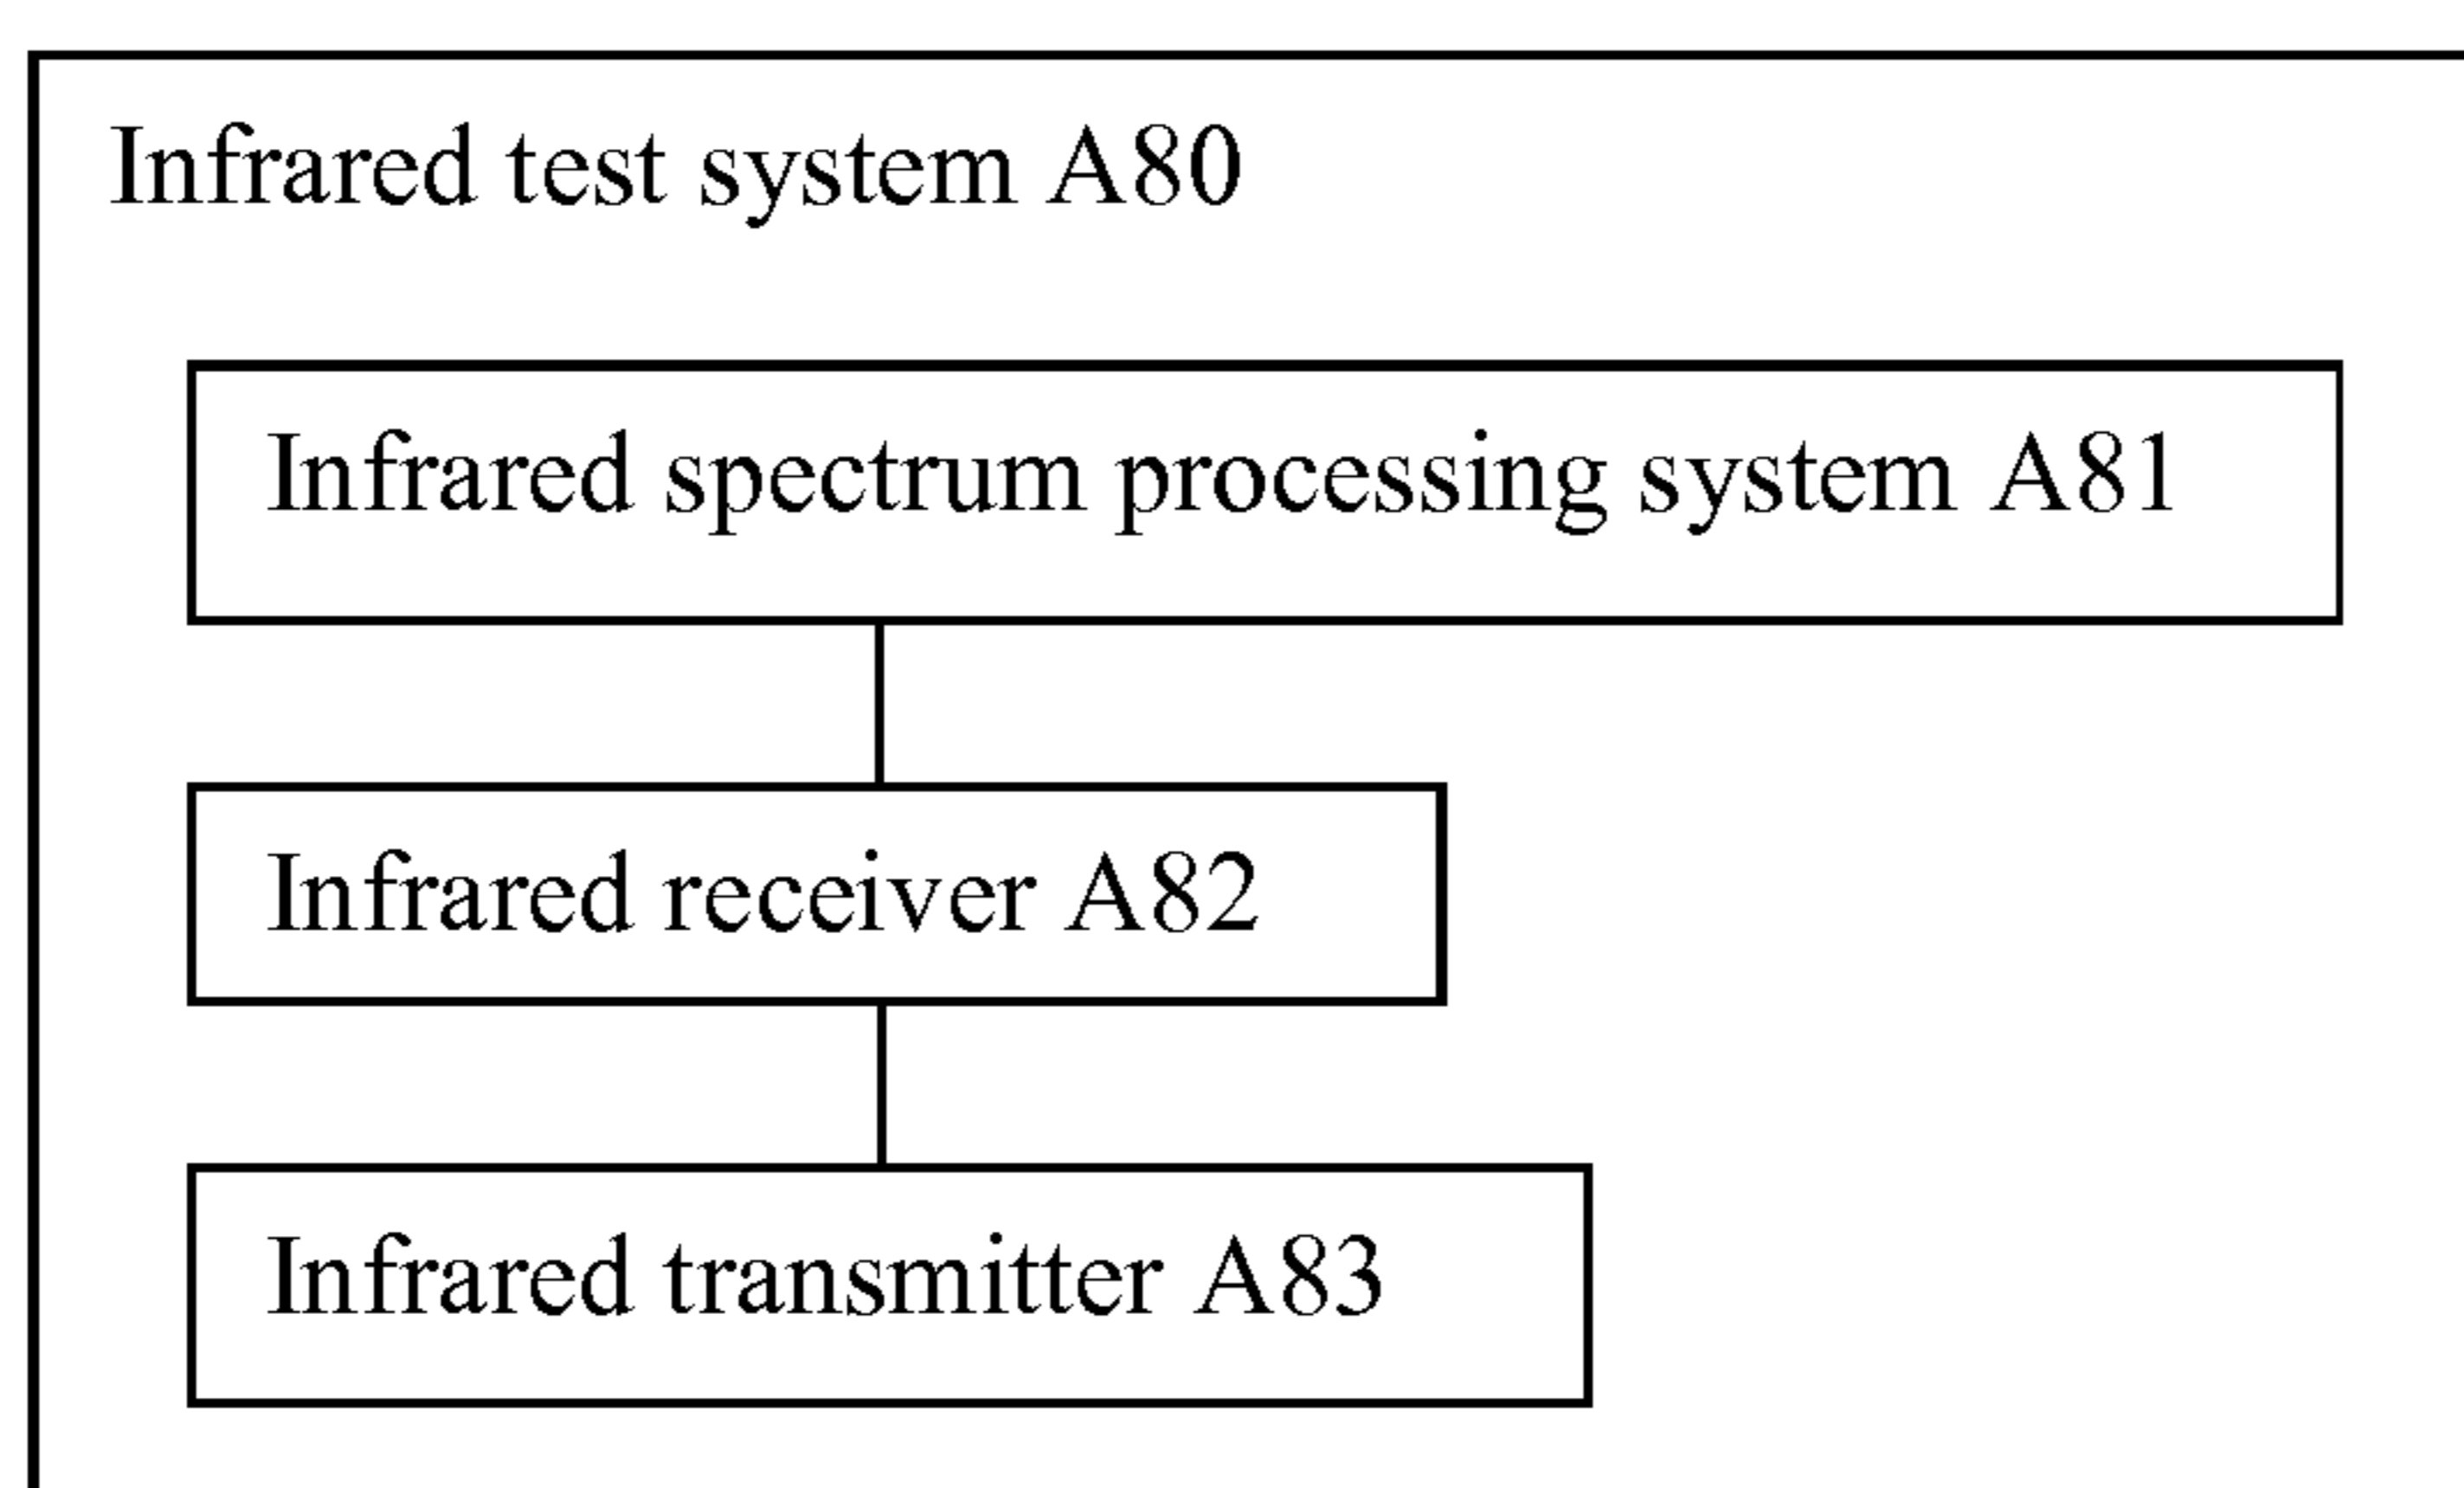 Infrared test system A80
Infrared spectrum processing system A81
Infrared receiver A82
Infrared transmitter A83